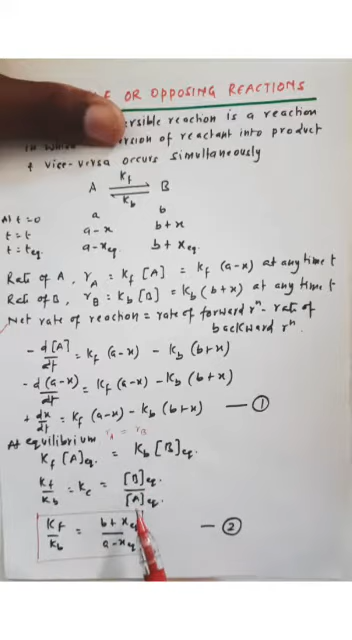 OR OPPOSING REACTIONS
reaction is a reaction
of reactant into product
& vice-versa occurs simultaneously
A ⇌ B
Kf
Kb
At t=0 a b
t = t a-x b+x
t = teq a-xeq. b+xeq.
Rate of A, rA = Kf [A] = Kf (a-x) at any time t
Rate of B, rB = Kb [B] = Kb (b+x) at any time t
Net rate of reaction = rate of forward rⁿ - rate of
backward rⁿ.
- d[A]/dt = Kf (a-x) - Kb (b+x)
- d(a-x)/dt = Kf (a-x) - Kb (b+x)
+ dx/dt = Kf (a-x) - Kb (b+x) — ①
At equilibrium rA = rB
Kf [A]eq. = Kb [B]eq.
Kf/Kb = Kc = [B]eq./[A]eq.
Kf/Kb = b+xeq/a-xeq — ②